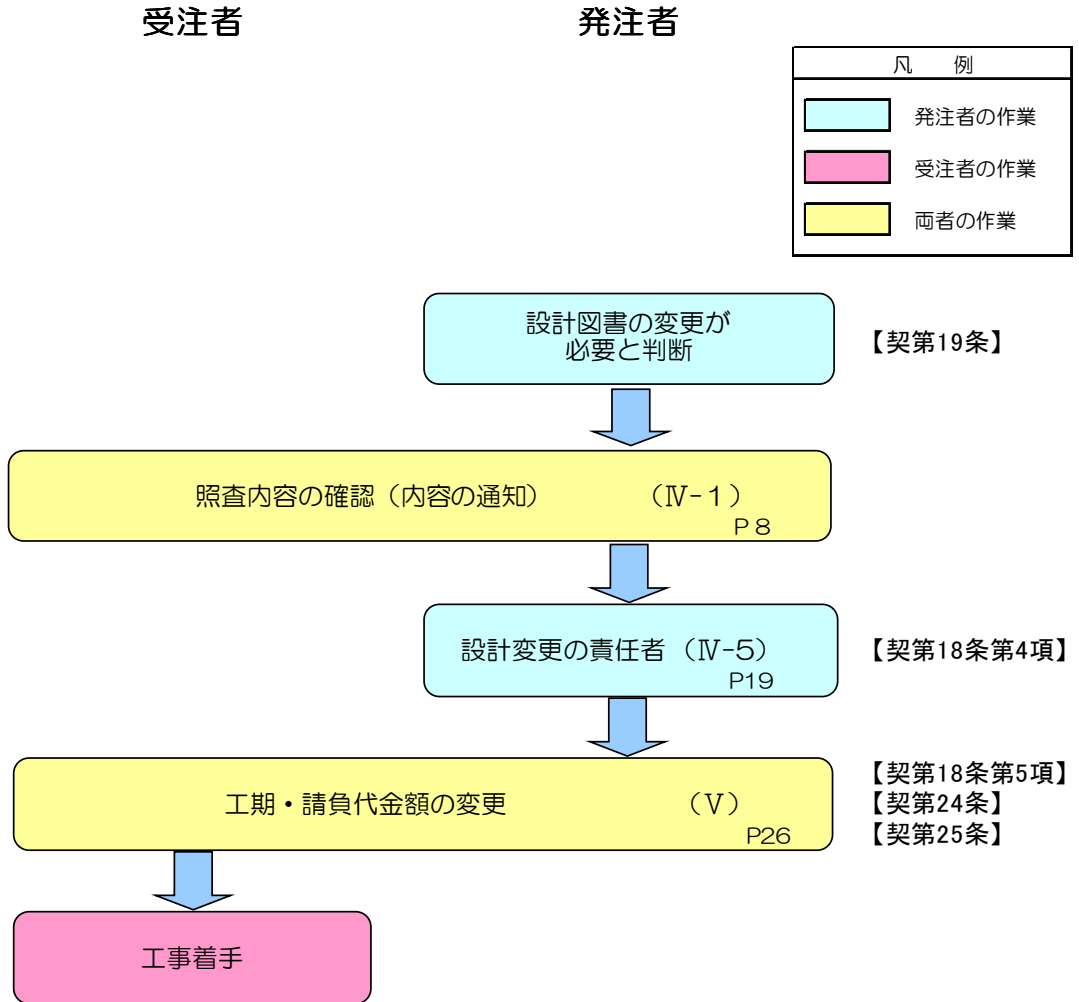 受注者
発注者
凡　例
発注者の作業
受注者の作業
両者の作業
設計図書の変更が
必要と判断
【契第19条】
照査内容の確認（内容の通知）　（Ⅳ-１）
P８
設計変更の責任者（Ⅳ-5）
P19
【契第18条第4項】
工期・請負代金額の変更　（Ⅴ）
P26
【契第18条第5項】
【契第24条】
【契第25条】
工事着手